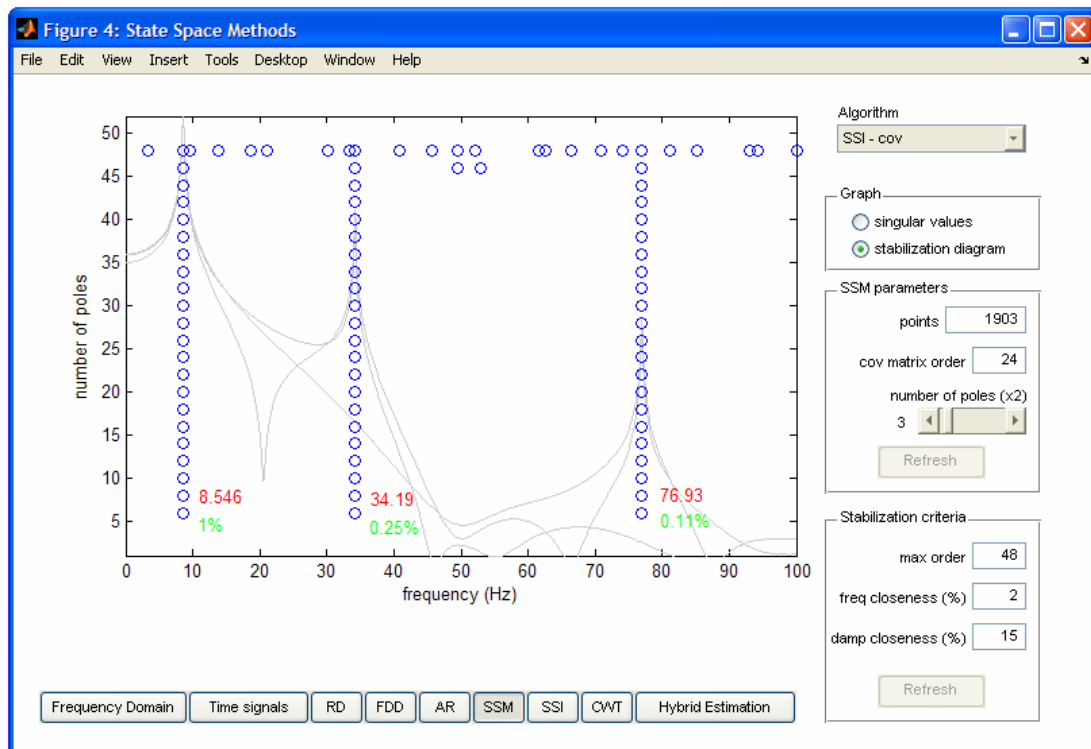 Figure 4: State Space Methods
File Edit View Insert Tools Desktop Window Help
number of poles
50
45
40
35
30
25
20
15
10
5
8.546
1%
34.19
0.25%
76.93
0.11%
0 10 20 30 40 50 60 70 80 90 100
frequency (Hz)
Algorithm
SSI - cov
Graph
singular values
stabilization diagram
SSM parameters
points 1903
cov matrix order 24
number of poles (x2)
3
Refresh
Stabilization criteria
max order 48
freq closeness (%) 2
damp closeness (%) 15
Refresh
Frequency Domain Time signals RD FDD AR SSM SSI CWT Hybrid Estimation